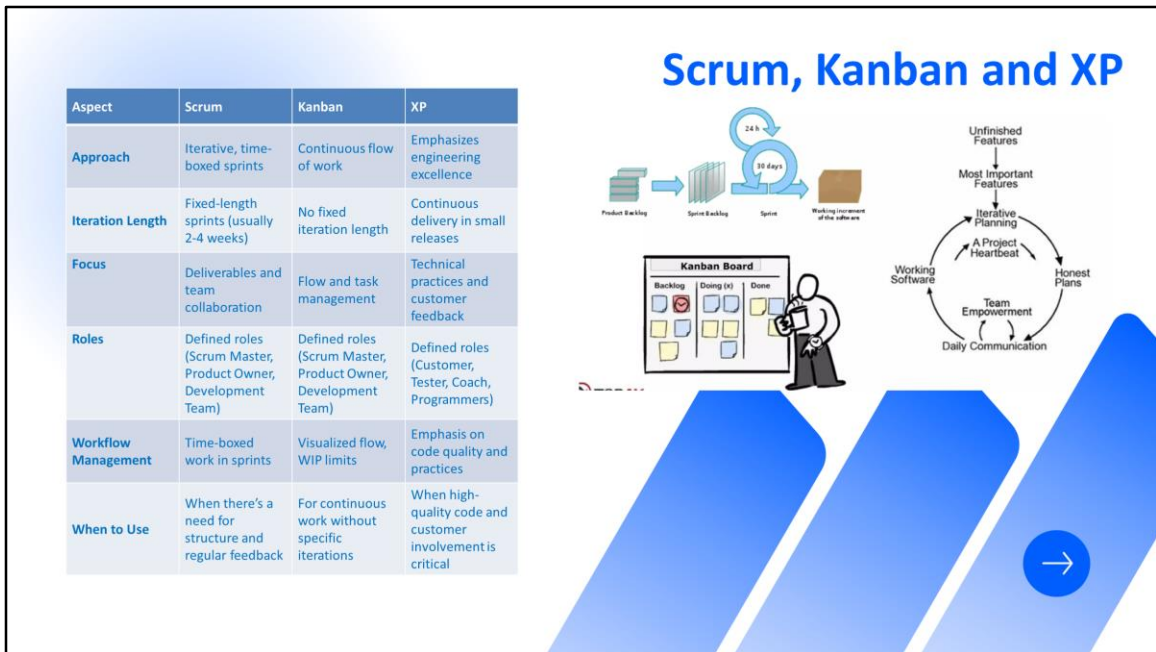 Scrum, Kanban and XP
Aspect Scrum Kanban XP
Approach Iterative, time-boxed sprints Continuous flow of work Emphasizes engineering excellence
Iteration Length Fixed-length sprints (usually 2-4 weeks) No fixed iteration length Continuous delivery in small releases
Focus Deliverables and team collaboration Flow and task management Technical practices and customer feedback
Roles Defined roles (Scrum Master, Product Owner, Development Team) Defined roles (Scrum Master, Product Owner, Development Team) Defined roles (Customer, Tester, Coach, Programmers)
Workflow Management Time-boxed work in sprints Visualized flow, WIP limits Emphasis on code quality and practices
When to Use When there's a need for structure and regular feedback For continuous work without specific iterations When high-quality code and customer involvement is critical
24 h
30 days
Product Backlog Sprint Backlog Sprint Working increment
of the software
Kanban Board
Backlog Doing (x) Done
Unfinished
Features
Most Important
Features
Iterative
Planning
A Project
Heartbeat
Working
Software
Honest
Plans
Team
Empowerment
Daily Communication